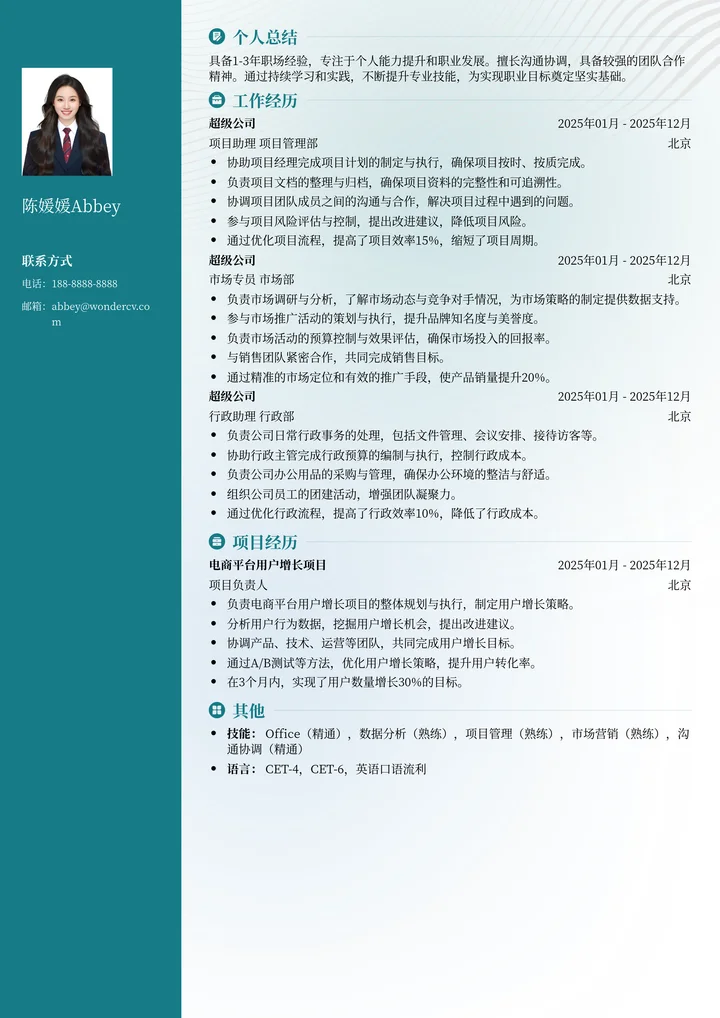 陈媛媛Abbey
联系方式
电话：188-8888-8888
邮箱：abbey@wondercv.co
m
个人总结
具备1-3年职场经验，专注于个人能力提升和职业发展。擅长沟通协调，具备较强的团队合作
精神。通过持续学习和实践，不断提升专业技能，为实现职业目标奠定坚实基础。
工作经历
超级公司 2025年01月 - 2025年12月
项目助理 项目管理部 北京
• 协助项目经理完成项目计划的制定与执行，确保项目按时、按质完成。
• 负责项目文档的整理与归档，确保项目资料的完整性和可追溯性。
• 协调项目团队成员之间的沟通与合作，解决项目过程中遇到的问题。
• 参与项目风险评估与控制，提出改进建议，降低项目风险。
• 通过优化项目流程，提高了项目效率15%，缩短了项目周期。
超级公司 2025年01月 - 2025年12月
市场专员 市场部 北京
• 负责市场调研与分析，了解市场动态与竞争对手情况，为市场策略的制定提供数据支持。
• 参与市场推广活动的策划与执行，提升品牌知名度与美誉度。
• 负责市场活动的预算控制与效果评估，确保市场投入的回报率。
• 与销售团队紧密合作，共同完成销售目标。
• 通过精准的市场定位和有效的推广手段，使产品销量提升20%。
超级公司 2025年01月 - 2025年12月
行政助理 行政部 北京
• 负责公司日常行政事务的处理，包括文件管理、会议安排、接待访客等。
• 协助行政主管完成行政预算的编制与执行，控制行政成本。
• 负责公司办公用品的采购与管理，确保办公环境的整洁与舒适。
• 组织公司员工的团建活动，增强团队凝聚力。
• 通过优化行政流程，提高了行政效率10%，降低了行政成本。
项目经历
电商平台用户增长项目 2025年01月 - 2025年12月
项目负责人 北京
• 负责电商平台用户增长项目的整体规划与执行，制定用户增长策略。
• 分析用户行为数据，挖掘用户增长机会，提出改进建议。
• 协调产品、技术、运营等团队，共同完成用户增长目标。
• 通过A/B测试等方法，优化用户增长策略，提升用户转化率。
• 在3个月内，实现了用户数量增长30%的目标。
其他
• 技能： Office（精通）, 数据分析（熟练）, 项目管理（熟练）, 市场营销（熟练）, 沟
通协调（精通）
• 语言： CET-4，CET-6，英语口语流利